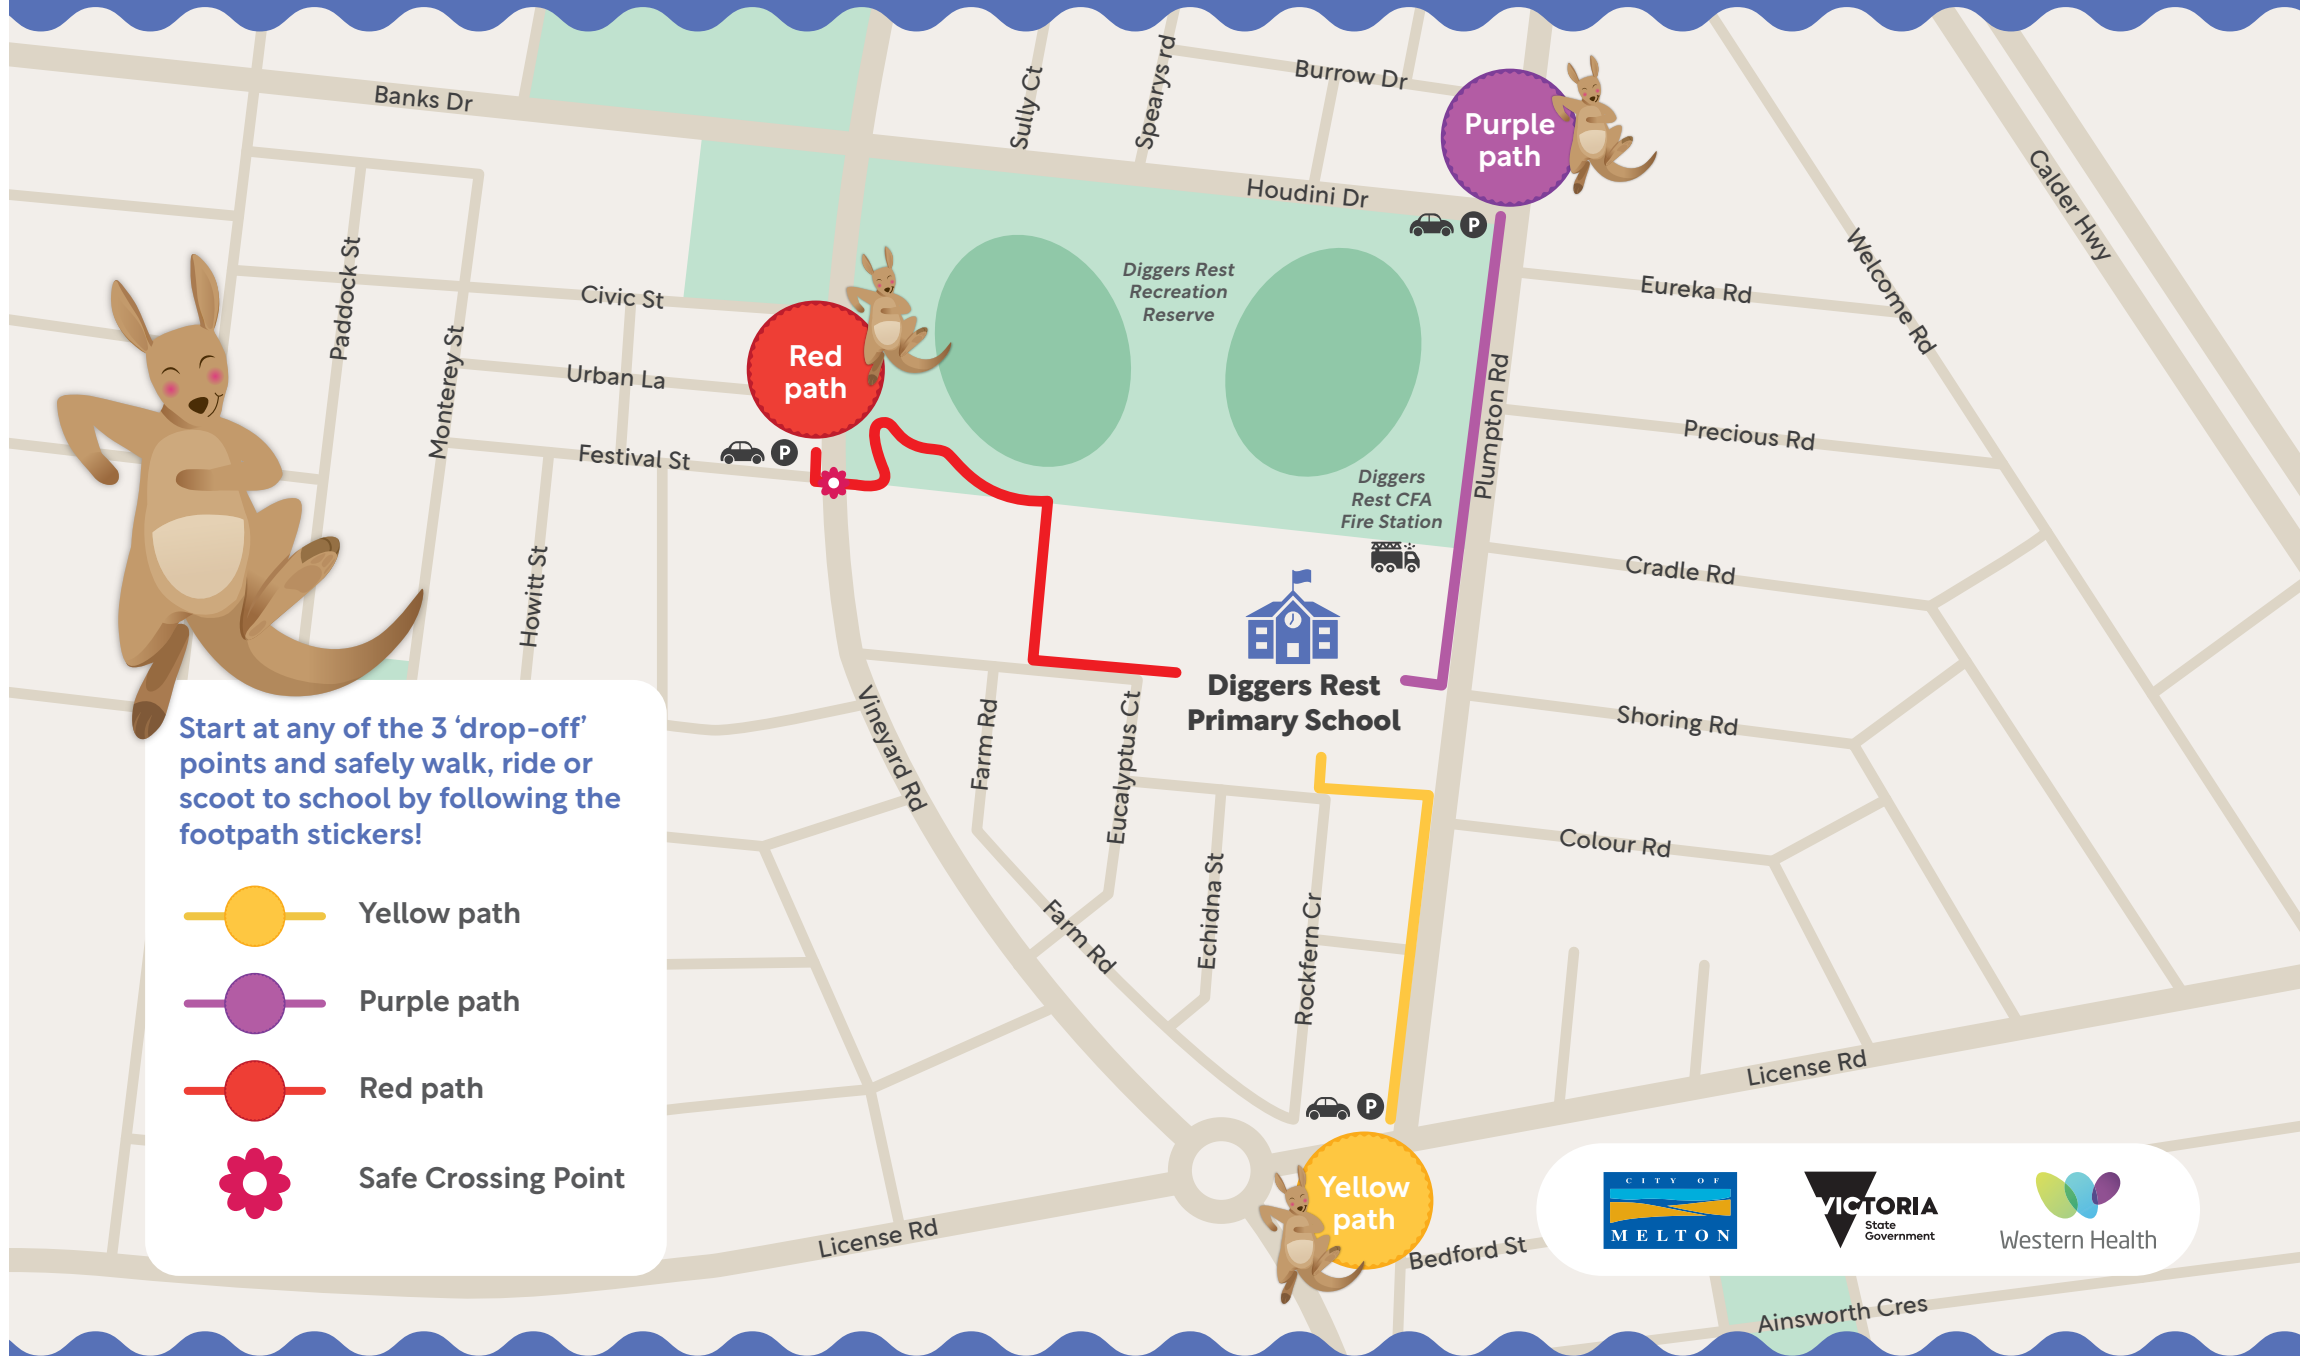 Banks Dr
Sully Ct
Spearys rd
Burrow Dr
Purple
path
Houdini Dr
P
Calder Hwy
Welcome Rd
Paddock St
Civic St
Diggers Rest
Recreation
Reserve
Eureka Rd
Monterey St
Urban La
Red
path
Plumpton Rd
Precious Rd
Festival St
P
Diggers
Rest CFA
Fire Station
Howitt St
Cradle Rd
Diggers Rest
Primary School
Shoring Rd
Vineyard Rd
Farm Rd
Eucalyptus Ct
Start at any of the 3 ‘drop-off’
points and safely walk, ride or
scoot to school by following the
footpath stickers!
Colour Rd
Echidna St
Rockfern Cr
Farm Rd
Yellow path
Purple path
Red path
Safe Crossing Point
License Rd
P
Yellow
path
License Rd
Bedford St
Ainsworth Cres
CITY OF
MELTON
VICTORIA
State
Government
Western Health